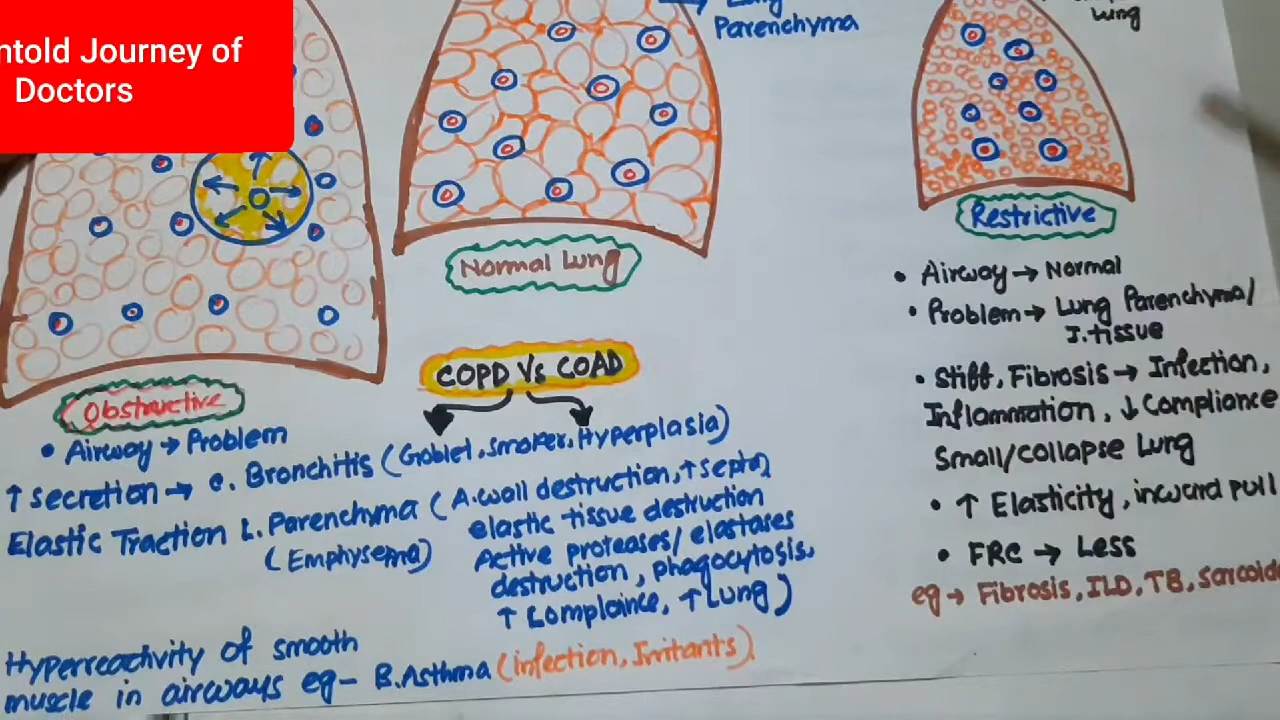 ntold Journey of
Doctors
Parenchyma
Lung
Normal Lung
Restrictive
Obstructive
COPD Vs COAD
• Airway → Problem
↑ secretion → c. Bronchitis (Goblet, smoker, Hyperplasia)
Elastic Traction L. Parenchyma (A.wall destruction, ↑ septa,
(Emphysema) elastic tissue destruction
Active proteases/ elastases
destruction, phagocytosis,
↑ Complaince, ↑ Lung)
Hyperreactivity of smooth
muscle in airways eg- B. Asthma (infection, Irritants)
• Airway → Normal
• Problem → Lung Parenchyma/
I. tissue
• Stiff, Fibrosis → Infection,
Inflammation, ↓ Compliance
Small/collapse Lung
• ↑ Elasticity, inward pull
• FRC → Less
eg → Fibrosis, ILD, TB, Sarcoid